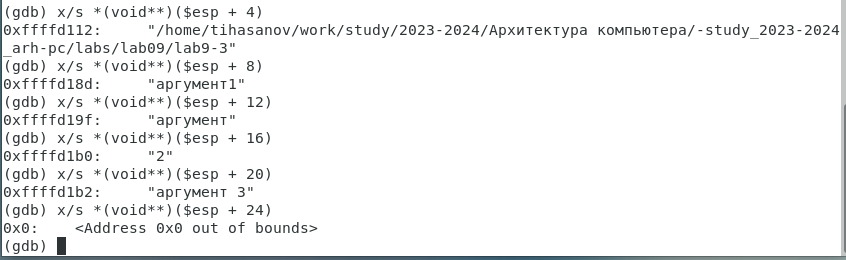 (gdb) x/s *(void**)($esp + 4)
0xffffd112:     "/home/tihasanov/work/study/2023-2024/Архитектура компьютера/-study_2023-2024
_arh-pc/labs/lab09/lab9-3"
(gdb) x/s *(void**)($esp + 8)
0xffffd18d:     "аргумент1"
(gdb) x/s *(void**)($esp + 12)
0xffffd19f:     "аргумент"
(gdb) x/s *(void**)($esp + 16)
0xffffd1b0:     "2"
(gdb) x/s *(void**)($esp + 20)
0xffffd1b2:     "аргумент 3"
(gdb) x/s *(void**)($esp + 24)
0x0:    <Address 0x0 out of bounds>
(gdb)